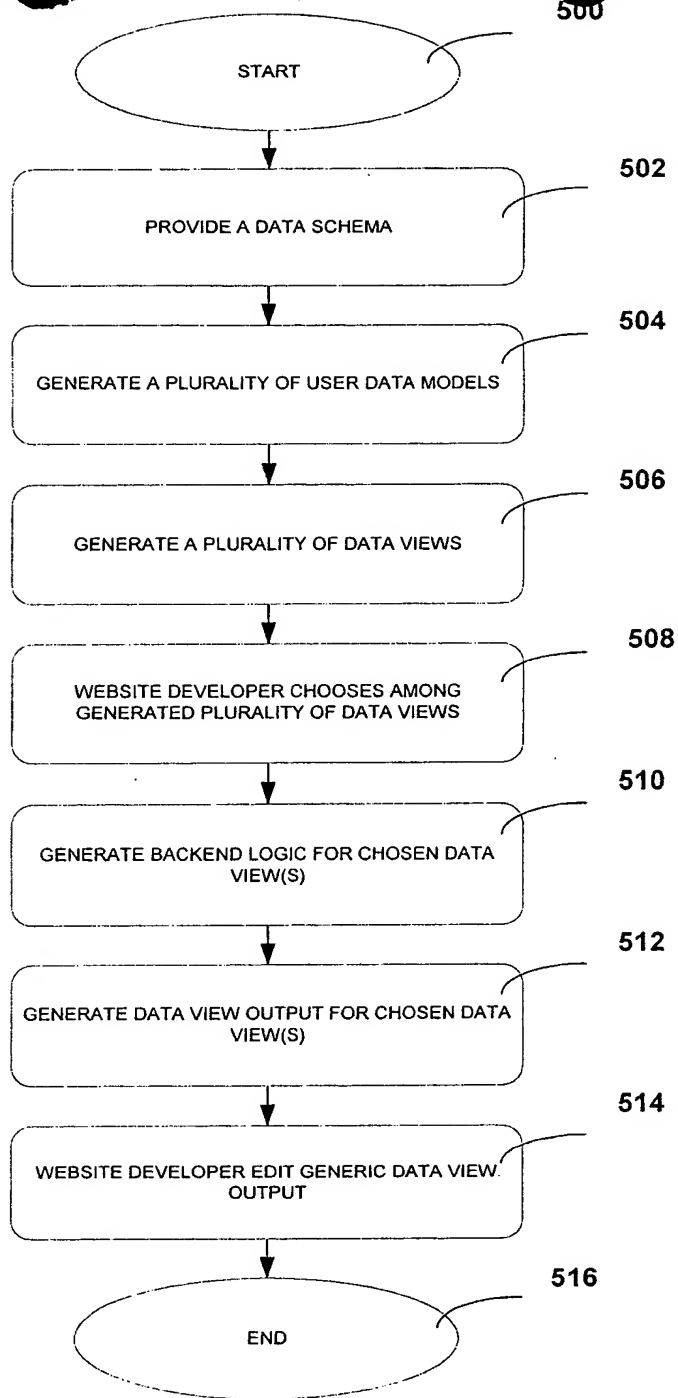 500
START
502
PROVIDE A DATA SCHEMA
504
GENERATE A PLURALITY OF USER DATA MODELS
506
GENERATE A PLURALITY OF DATA VIEWS
508
WEBSITE DEVELOPER CHOOSES AMONG
GENERATED PLURALITY OF DATA VIEWS
510
GENERATE BACKEND LOGIC FOR CHOSEN DATA
VIEW(S)
512
GENERATE DATA VIEW OUTPUT FOR CHOSEN DATA
VIEW(S)
514
WEBSITE DEVELOPER EDIT GENERIC DATA VIEW
OUTPUT
516
END